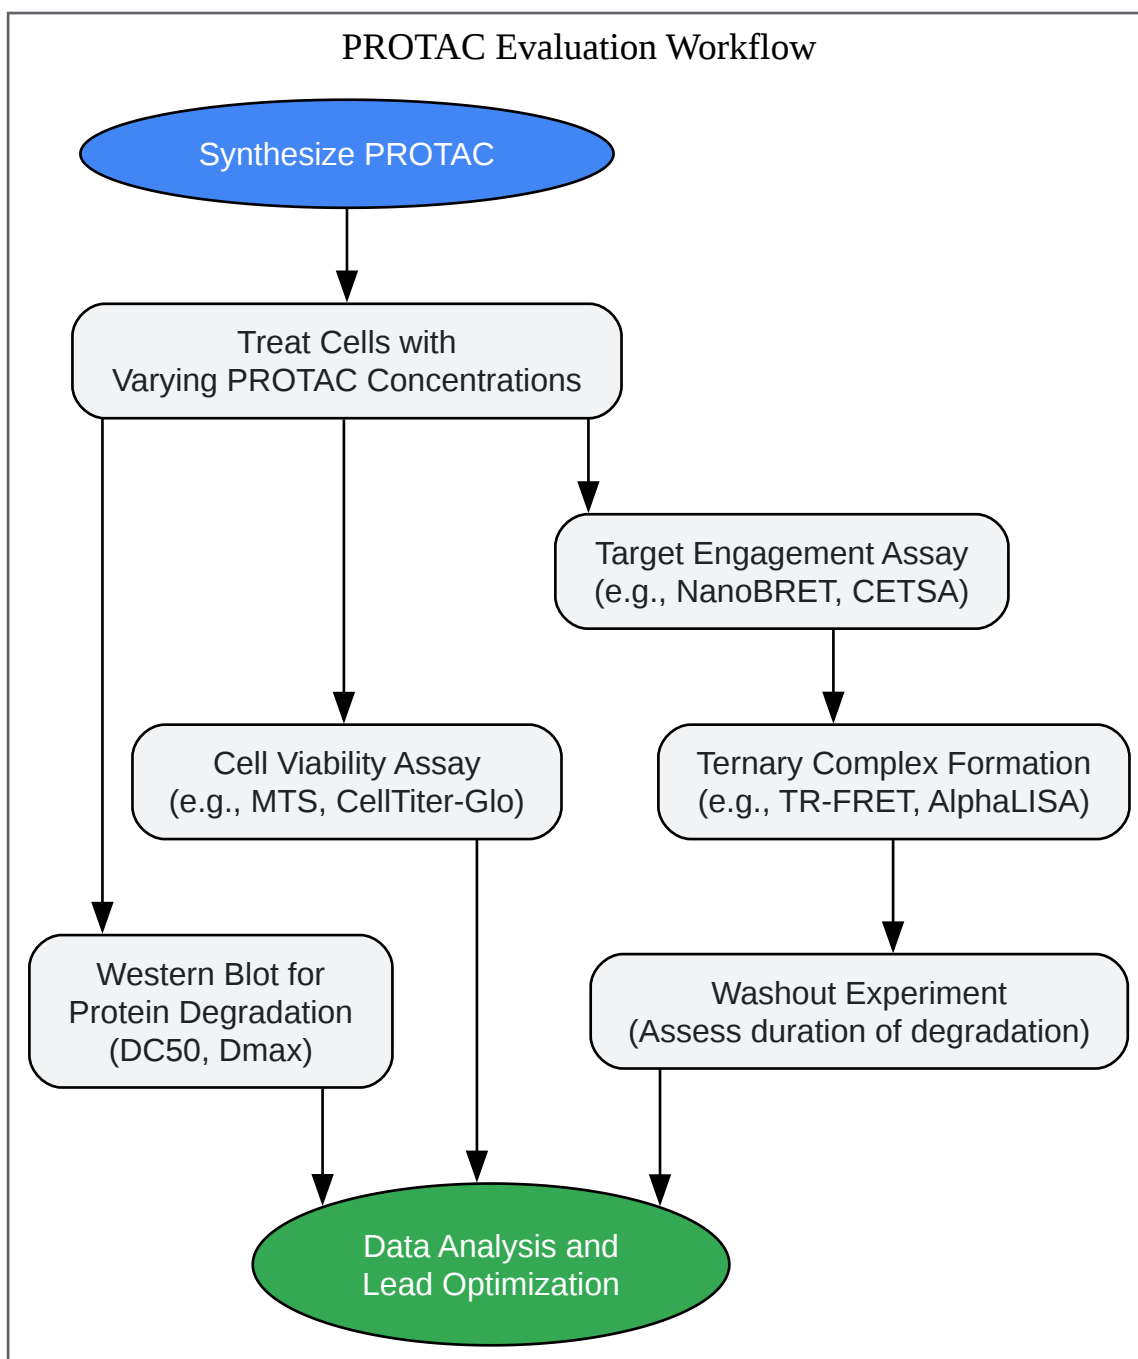 PROTAC Evaluation Workflow
Synthesize PROTAC
Treat Cells with
Varying PROTAC Concentrations
Target Engagement Assay
(e.g., NanoBRET, CETSA)
Cell Viability Assay
(e.g., MTS, CellTiter-Glo)
Ternary Complex Formation
(e.g., TR-FRET, AlphaLISA)
Western Blot for
Protein Degradation
(DC50, Dmax)
Washout Experiment
(Assess duration of degradation)
Data Analysis and
Lead Optimization